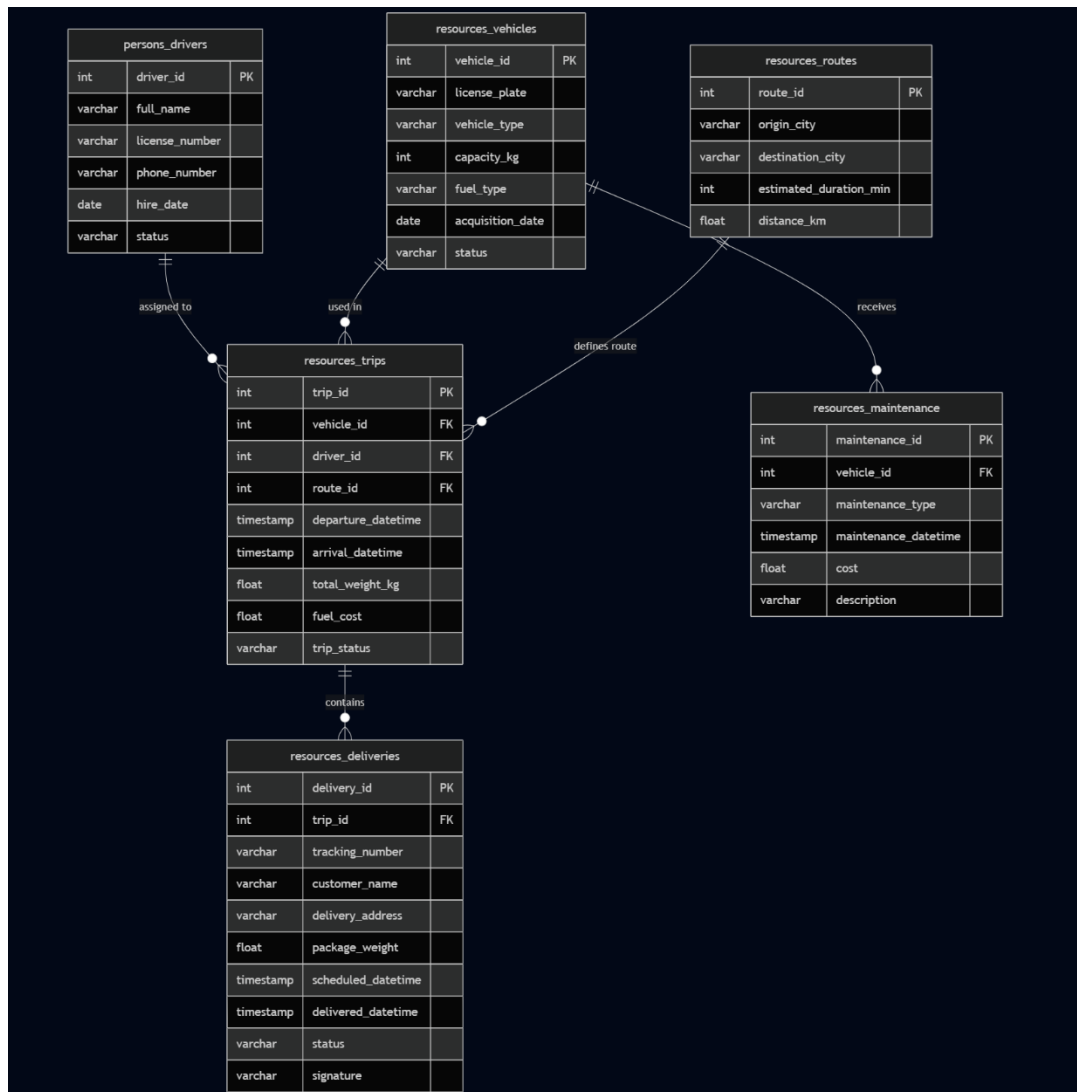 persons_drivers
int driver_id PK
varchar full_name
varchar license_number
varchar phone_number
date hire_date
varchar status
resources_vehicles
int vehicle_id PK
varchar license_plate
varchar vehicle_type
int capacity_kg
varchar fuel_type
date acquisition_date
varchar status
resources_routes
int route_id PK
varchar origin_city
varchar destination_city
int estimated_duration_min
float distance_km
assigned to
used in
defines route
receives
resources_trips
int trip_id PK
int vehicle_id FK
int driver_id FK
int route_id FK
timestamp departure_datetime
timestamp arrival_datetime
float total_weight_kg
float fuel_cost
varchar trip_status
resources_maintenance
int maintenance_id PK
int vehicle_id FK
varchar maintenance_type
timestamp maintenance_datetime
float cost
varchar description
contains
resources_deliveries
int delivery_id PK
int trip_id FK
varchar tracking_number
varchar customer_name
varchar delivery_address
float package_weight
timestamp scheduled_datetime
timestamp delivered_datetime
varchar status
varchar signature